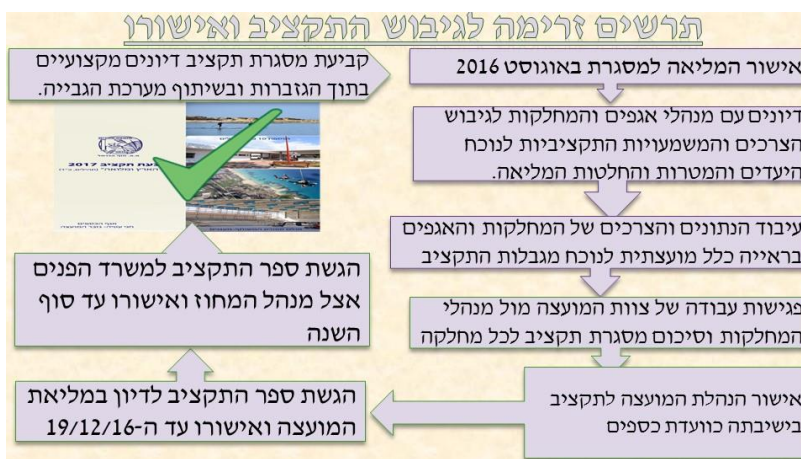 תרשים זרימה לגיבוש התקציב ואישורו
קביעת מסגרת תקציב דיונים מקצועיים
בתוך הגזברות ובשיתוף מערכת הגבייה.
אישור המליאה למסגרת באוגוסט 2016
דיונים עם מנהלי אגפים והמחלקות לגיבוש
הצרכים והמשמעויות התקציביות לנוכח
היעדים והמטרות והחלטות המליאה.
עיבוד הנתונים והצרכים של המחלקות והאגפים
בראייה כלל מועצתית לנוכח מגבלות התקציב
פגישות עבודה של צוות המועצה מול מנהלי
המחלקות וסיכום מסגרת תקציב לכל מחלקה
אישור הנהלת המועצה לתקציב
בישיבתה כוועדת כספים
הגשת ספר התקציב לדיון במליאת
המועצה ואישורו עד ה-19/12/16
הגשת ספר התקציב למשרד הפנים
אצל מנהל המחוז ואישורו עד סוף
השנה
תקציב 2017